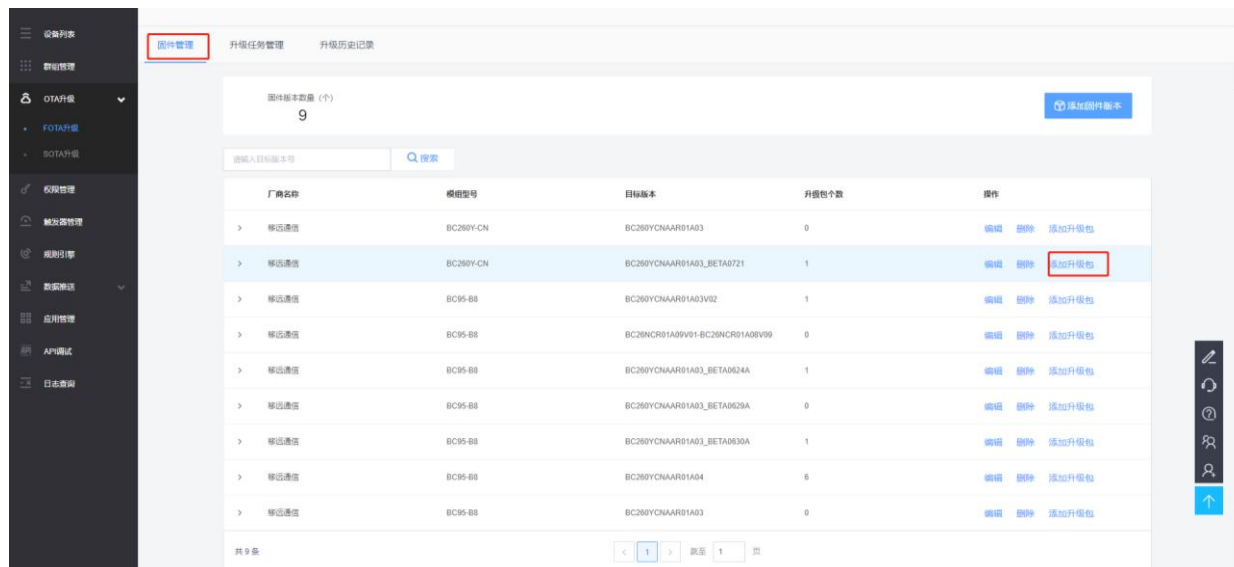 设备列表
群组管理
OTA升级
FOTA升级
SOTA升级
权限管理
触发器管理
规则引擎
数据推送
应用管理
API调试
日志查询
固件管理 升级任务管理 升级历史记录
固件版本数量（个）
9
添加固件版本
请输入目标版本号 搜索
厂商名称 模组型号 目标版本 升级包个数 操作
移远通信 BC260Y-CN BC260YCNAAR01A03 0 编辑 删除 添加升级包
移远通信 BC260Y-CN BC260YCNAAR01A03_BETA0721 1 编辑 删除 添加升级包
移远通信 BC95-B8 BC260YCNAAR01A03V02 1 编辑 删除 添加升级包
移远通信 BC95-B8 BC26NCR01A09V01-BC26NCR01A08V09 0 编辑 删除 添加升级包
移远通信 BC95-B8 BC260YCNAAR01A03_BETA0624A 1 编辑 删除 添加升级包
移远通信 BC95-B8 BC260YCNAAR01A03_BETA0629A 0 编辑 删除 添加升级包
移远通信 BC95-B8 BC260YCNAAR01A03_BETA0630A 1 编辑 删除 添加升级包
移远通信 BC95-B8 BC260YCNAAR01A04 6 编辑 删除 添加升级包
移远通信 BC95-B8 BC260YCNAAR01A03 0 编辑 删除 添加升级包
共 9 条 < 1 > 跳至 1 页